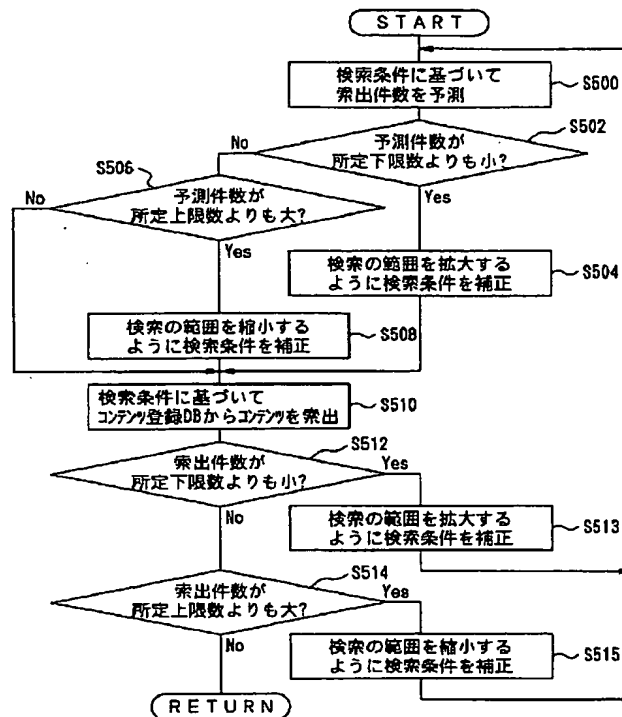 START
検索条件に基づいて
索出件数を予測
S500
S502
予測件数が
所定下限数よりも小?
No
Yes
S506
予測件数が
所定上限数よりも大?
No
Yes
検索の範囲を拡大する
ように検索条件を補正
S504
検索の範囲を縮小する
ように検索条件を補正
S508
検索条件に基づいて
コンテンツ登録DBからコンテンツを索出
S510
S512
索出件数が
所定下限数よりも小?
Yes
No
検索の範囲を拡大する
ように検索条件を補正
S513
S514
索出件数が
所定上限数よりも大?
Yes
No
検索の範囲を縮小する
ように検索条件を補正
S515
RETURN